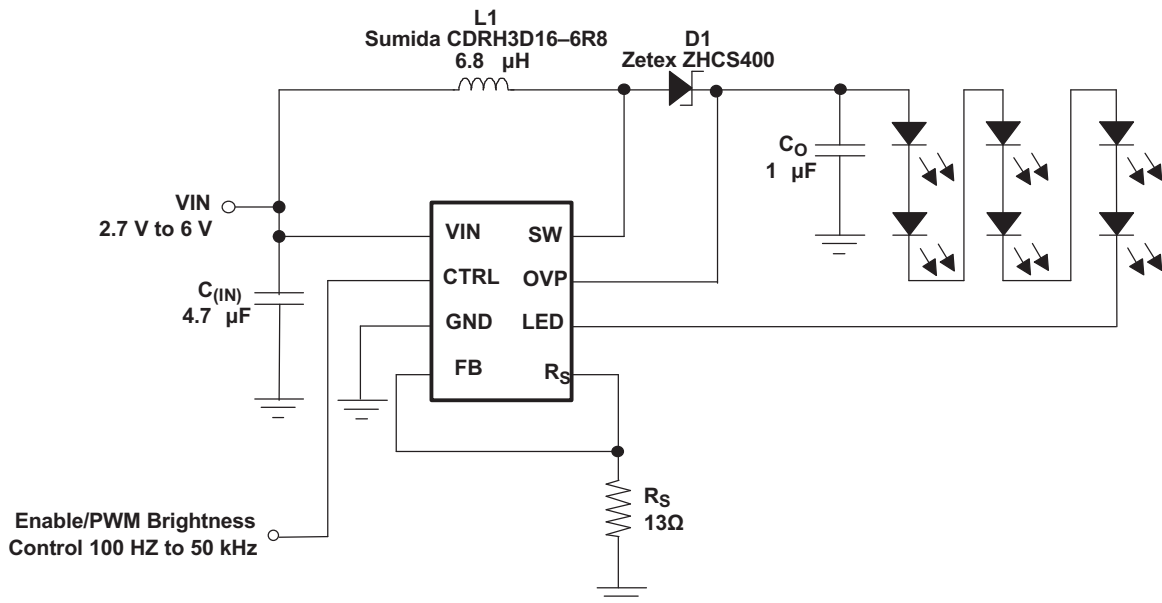 L1
Sumida CDRH3D16–6R8
6.8 µH
D1
Zetex ZHCS400
CO
1 µF
VIN
2.7 V to 6 V
C(IN)
4.7 µF
VIN
SW
CTRL
OVP
GND
LED
FB
RS
RS
13Ω
Enable/PWM Brightness
Control 100 HZ to 50 kHz